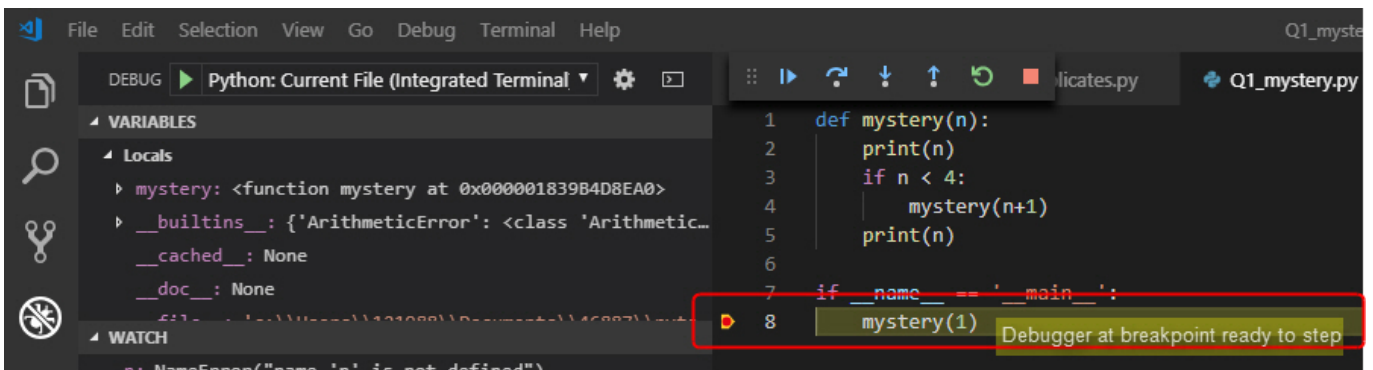 File Edit Selection View Go Debug Terminal Help Q1_myste
DEBUG Python: Current File (Integrated Terminal)
licates.py Q1_mystery.py
VARIABLES
Locals
mystery: <function mystery at 0x000001839B4D8EA0>
__builtins__: {'ArithmeticError': <class 'Arithmetic…
__cached__: None
__doc__: None
WATCH
1 def mystery(n):
2 print(n)
3 if n < 4:
4 mystery(n+1)
5 print(n)
6
7 if __name__ == '__main__':
8 mystery(1)
Debugger at breakpoint ready to step